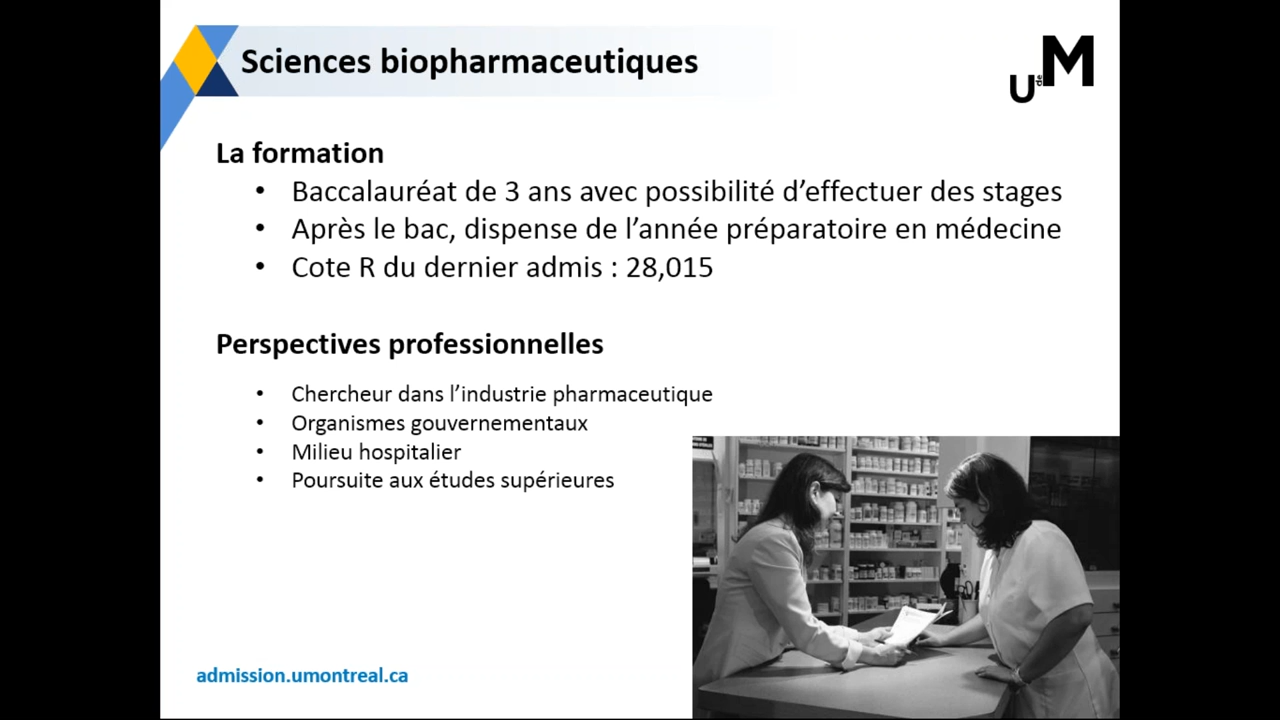 Sciences biopharmaceutiques
U de M
La formation
• Baccalauréat de 3 ans avec possibilité d’effectuer des stages
• Après le bac, dispense de l’année préparatoire en médecine
• Cote R du dernier admis : 28,015
Perspectives professionnelles
• Chercheur dans l’industrie pharmaceutique
• Organismes gouvernementaux
• Milieu hospitalier
• Poursuite aux études supérieures
admission.umontreal.ca